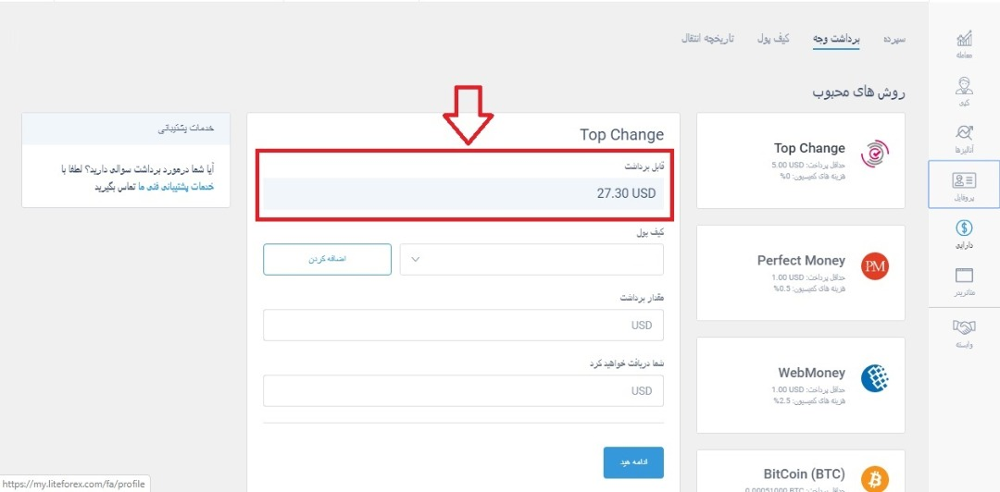 سپرده
برداشت وجه
کیف پول
تاریخچه انتقال
روش های محبوب
Top Change
حداقل پرداخت: 5.00 USD
هزینه های کمیسیون: 0%
Perfect Money
حداقل پرداخت: 1.00 USD
هزینه های کمیسیون: 0.5%
WebMoney
حداقل پرداخت: 1.00 USD
هزینه های کمیسیون: 2.5%
BitCoin (BTC)
حداقل پرداخت: 0.00051000 BTC
Top Change
قابل برداشت
27.30 USD
کیف پول
اضافه کردن
مقدار برداشت
USD
شما دریافت خواهید کرد
USD
ادامه هید
خدمات پشتیبانی
آیا شما درمورد برداشت سوالی دارید؟ لطفا با
خدمات پشتیبانی فنی ما تماس بگیرید
معامله
کپی
آنالیزها
پروفایل
دارایی
متاتریدر
وابسته
https://my.liteforex.com/fa/profile